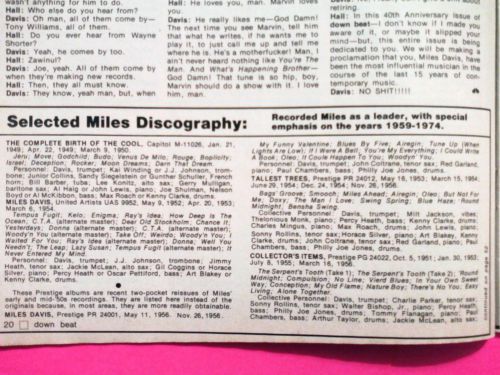 wasn't anything for him to do.
Hall: Who else do you hear from?
Davis: Oh man, all of them come by—
Tony Williams, all of them.
Hall: Do you ever hear from Wayne
Shorter?
Davis: Yeah, he comes by too.
Hall: Zawinul?
Davis: Joe, yeah. All of them come by
when they're making new records.
Hall: Then, they all must know.
Davis: They know, yeah man, but, when
Hall: He loves you, man. Marvin loves
you.
Davis: He really likes me—God Damn!
The next time you see Marvin, tell him
that what he writes, if he wants me to
play it, to just call me up and tell me
where he is. He's a motherfucker! Man, I
ain't never heard nothing like You're The
Man. And What's Happening Brother—
God Damn! That tune is so hip, boy,
Marvin should do a show with it. I love
him, man.
retiring.
Hall: In this 40th Anniversary issue of
down beat—I don't know if I made you
aware of it, or maybe it slipped your
mind—but, this entire issue is being
dedicated to you. We will be making a
proclamation that you, Miles Davis, have
been the most influential musician in the
course of the last 15 years of con-
temporary music.
Davis: NO SHIT!!!!!
Selected Miles Discography:
Recorded Miles as a leader, with special
emphasis on the years 1959-1974.
THE COMPLETE BIRTH OF THE COOL, Capitol M-11026, Jan. 21,
1949; Apr. 22, 1949; March 9, 1950.
Jeru; Move; Godchild; Budo; Venus De Milo; Rouge; Boplicity;
Israel; Deception; Rocker; Moon Dreams; Darn That Dream.
Personnel: Davis, trumpet; Kai Winding or J.J. Johnson, trom-
bone; Junior Collins, Sandy Siegelstein or Gunther Schuller, French
horn; Bill Barber, tuba; Lee Konitz, alto sax; Gerry Mulligan,
baritone sax; Al Haig or John Lewis, piano; Joe Shulman, Nelson
Boyd or Al McKibbon, bass; Max Roach or Kenny Clarke, drums.
MILES DAVIS, United Artists UAS 9952, May 9, 1952; Apr. 20, 1953;
March 6, 1954.
Tempus Fugit; Kelo; Enigma; Ray's Idea; How Deep Is The
Ocean; C.T.A. (alternate master); Dear Old Stockholm; Chance It;
Yesterdays; Donna (alternate master); C.T.A. (alternate master);
Woody'n You (alternate master); Take Off; Weirdo; Woody'n You; I
Waited For You; Ray's Idea (alternate master); Donna; Well You
Needn't; The Leap; Lazy Susan; Tempus Fugit (alternate master); It
Never Entered My Mind.
Personnel: Davis, trumpet; J.J. Johnson, trombone; Jimmy
Heath, tenor sax; Jackie McLean, alto sax; Gil Coggins or Horace
Silver, piano; Percy Heath or Oscar Pettiford, bass; Art Blakey or
Kenny Clarke, drums.
These Prestige albums are recent two-pocket reissues of Miles'
early and mid-50s recordings. They are listed here instead of the
originals because, in most areas, they are more readily obtainable.
MILES DAVIS, Prestige PR 24001, May 11, 1956. Nov. 26, 1956.
My Funny Valentine; Blues By Five; Airegin; Tune Up (When
Lights Are Low); If I Were A Bell; You're My Everything; I Could Write
A Book; Oleo; It Could Happen To You; Woodyn' You.
Personnel: Davis, trumpet; John Coltrane, tenor sax; Red Garland,
piano; Paul Chambers, bass; Philly Joe Jones, drums.
TALLEST TREES, Prestige PR 24012, May 16, 1953; March 15, 1954;
June 29, 1954; Dec. 24, 1954; Nov. 26, 1956.
Bags' Groove; Smooch; Miles Ahead; Airegin; Oleo; But Not For
Me; Doxy; The Man I Love; Swing Spring; Blue Haze; Round
Midnight; Bemsha Swing.
Collective Personnel: Davis, trumpet; Milt Jackson, vibes;
Thelonious Monk, piano; Percy Heath, bass; Kenny Clarke, drums;
Charles Mingus, piano; Max Roach, drums; John Lewis, piano;
Sonny Rollins, tenor sax; Horace Silver, piano; Art Blakey, Kenny
Clarke, drums; John Coltrane, tenor sax; Red Garland, piano; Paul
Chambers, bass; Philly Joe Jones, drums.
COLLECTOR'S ITEMS, Prestige PG 24022, Oct. 5, 1951; Jan. 30, 1953;
July 8, 1955; March 16, 1956.
The Serpent's Tooth (Take 1); The Serpent's Tooth (Take 2); 'Round
Midnight; Compulsion; No Line; Vierd Blues; In Your Own Sweet
Way; Conception; My Old Flame; Nature Boy; There's No You; Easy
Living; Alone Together.
Collective Personnel: Davis, trumpet; Charlie Parker, tenor sax;
Sonny Rollins, tenor sax; Walter Bishop, Jr., piano; Percy Heath,
bass; Philly Joe Jones, drums; Tommy Flanagan, piano; Paul
Chambers, bass; Arthur Taylor, drums; Jackie McLean, alto sax;
continued on page 52
20 □ down beat